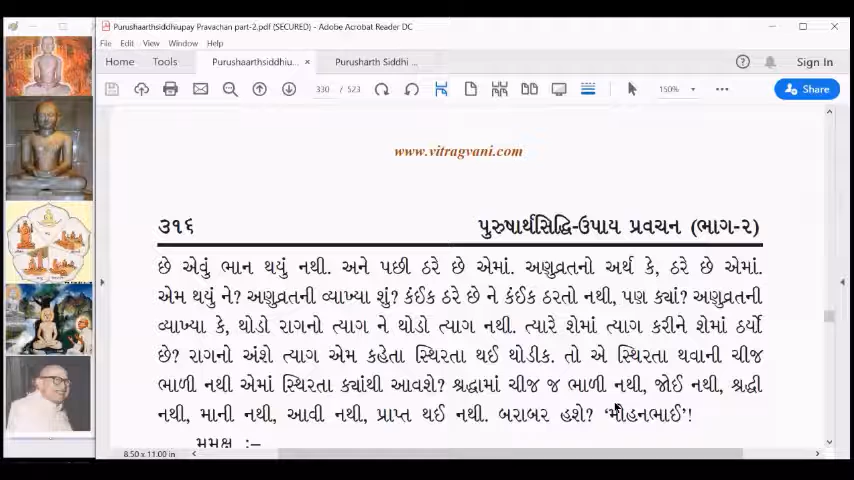 Purushaarthsiddhiupay Pravachan part-2.pdf (SECURED) - Adobe Acrobat Reader DC
File Edit View Window Help
Home Tools Purushaarthsiddhiu... × Purusharth Siddhi ... Sign In
330 / 523 150% Share
www.vitragvani.com
૩૧૬ પુરુષાર્થસિદ્ધિ-ઉપાય પ્રવચન (ભાગ-૨)
છે એવું ભાન થયું નથી. અને પછી ઠરે છે એમાં. અણુવ્રતનો અર્થ કે, ઠરે છે એમાં.
એમ થયું ને? અણુવ્રતની વ્યાખ્યા શું? કંઈક ઠરે છે ને કંઈક ઠરતો નથી, પણ ક્યાં? અણુવ્રતની
વ્યાખ્યા કે, થોડો રાગનો ત્યાગ ને થોડો ત્યાગ નથી. ત્યારે શેમાં ત્યાગ કરીને શેમાં ઠર્યો
છે? રાગનો અંશે ત્યાગ એમ કહેતા સ્થિરતા થઈ થોડીક. તો એ સ્થિરતા થવાની ચીજ
ભાળી નથી એમાં સ્થિરતા ક્યાંથી આવશે? શ્રદ્ધામાં ચીજ જ ભાળી નથી, જોઈ નથી, શ્રદ્ધી
નથી, માની નથી, આવી નથી, પ્રાપ્ત થઈ નથી. બરાબર હશે? ‘મોહનભાઈ’!
મુમુક્ષુ :–
8.50 x 11.00 in